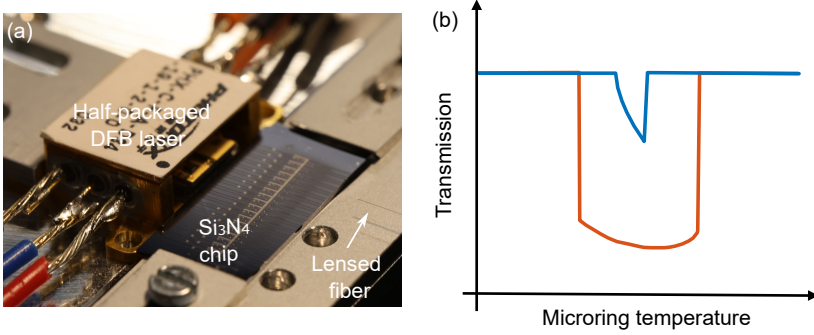 (a)
Half-packaged
DFB laser
Si₃N₄
chip
Lensed
fiber
(b)
Transmission
Microring temperature